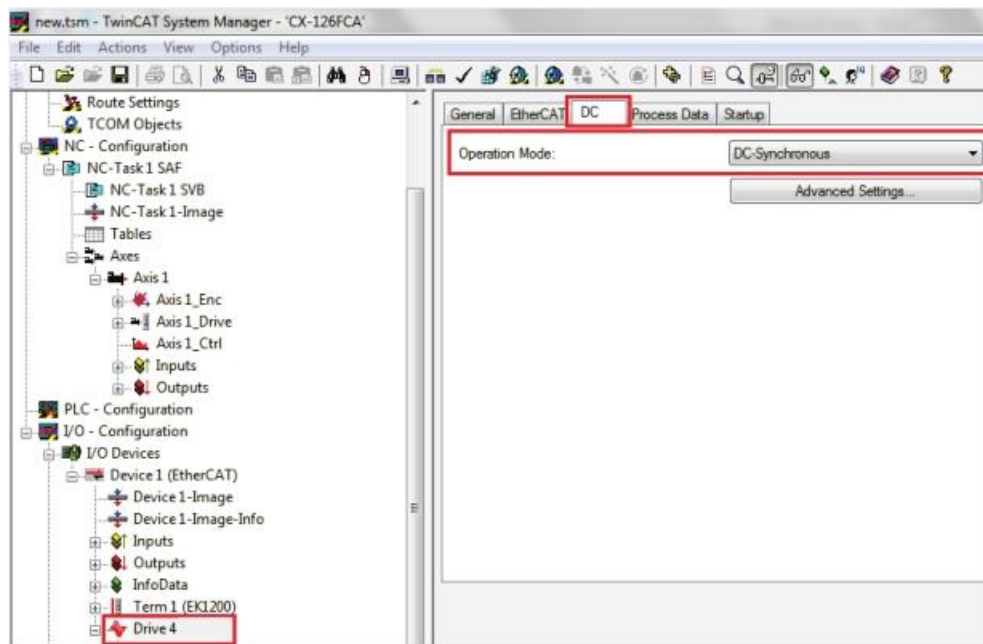 new.tsm - TwinCAT System Manager - 'CX-126FCA'
File Edit Actions View Options Help
Route Settings
TCOM Objects
NC - Configuration
NC-Task 1 SAF
NC-Task 1 SVB
NC-Task 1-Image
Tables
Axes
Axis 1
Axis 1_Enc
Axis 1_Drive
Axis 1_Ctrl
Inputs
Outputs
PLC - Configuration
I/O - Configuration
I/O Devices
Device 1 (EtherCAT)
Device 1-Image
Device 1-Image-Info
Inputs
Outputs
InfoData
Term 1 (EK1200)
Drive 4
General EtherCAT DC Process Data Startup
Operation Mode: DC-Synchronous
Advanced Settings...